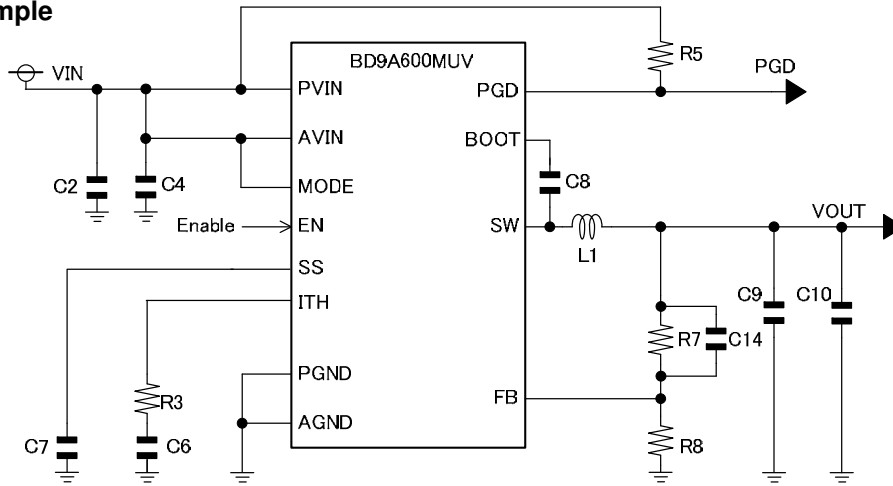 mple
BD9A600MUV
VIN
PVIN
AVIN
MODE
Enable
EN
SS
ITH
PGND
AGND
PGD
BOOT
SW
FB
R5
PGD
C8
L1
VOUT
C2
C4
C9
C10
R7
C14
R8
R3
C7
C6